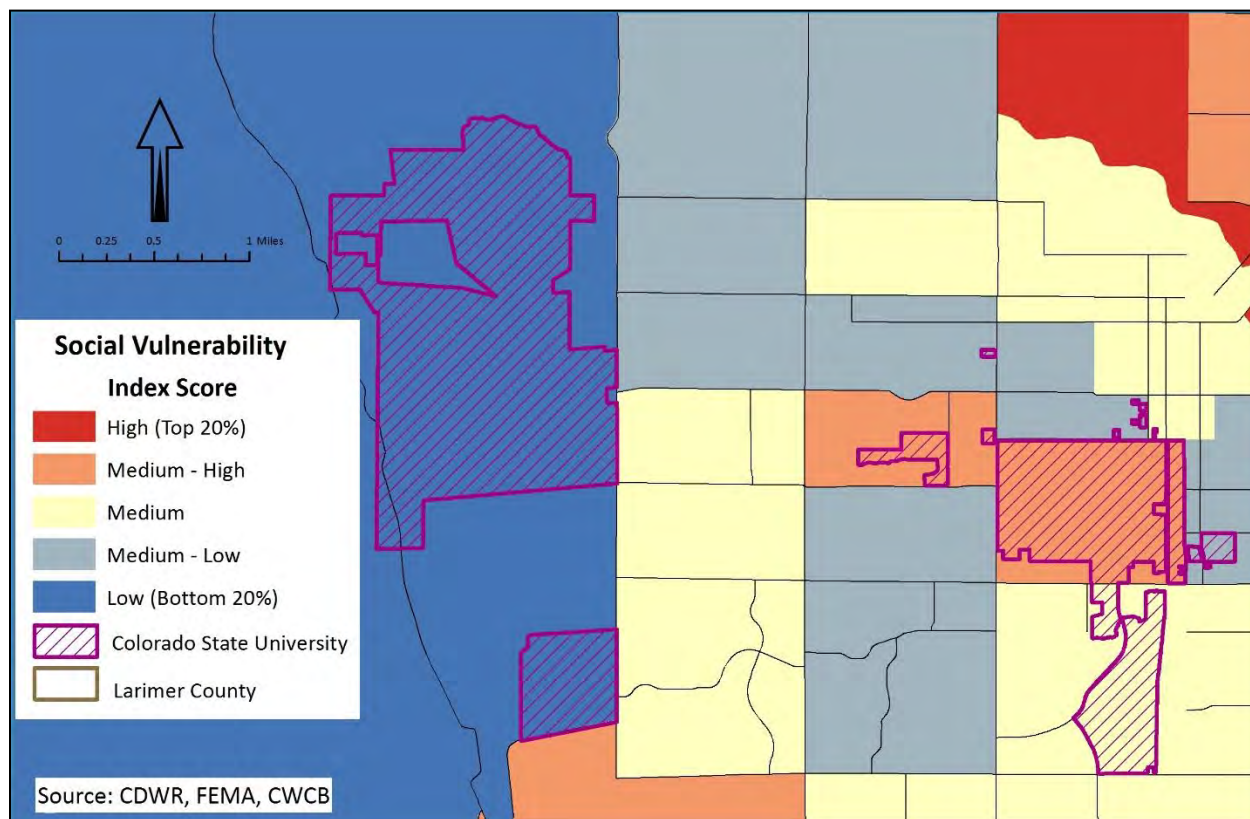 0 0.25 0.5 1 Miles
Social Vulnerability
Index Score
High (Top 20%)
Medium - High
Medium
Medium - Low
Low (Bottom 20%)
Colorado State University
Larimer County
Source: CDWR, FEMA, CWCB